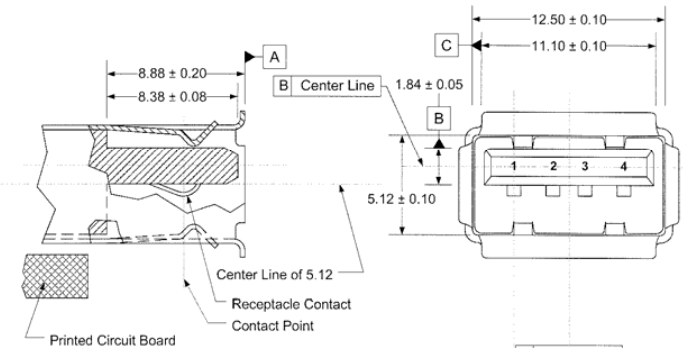 12.50 ± 0.10
C
11.10 ± 0.10
A
8.88 ± 0.20
8.38 ± 0.08
B Center Line
1.84 ± 0.05
B
1 2 3 4
5.12 ± 0.10
Center Line of 5.12
Receptacle Contact
Contact Point
Printed Circuit Board